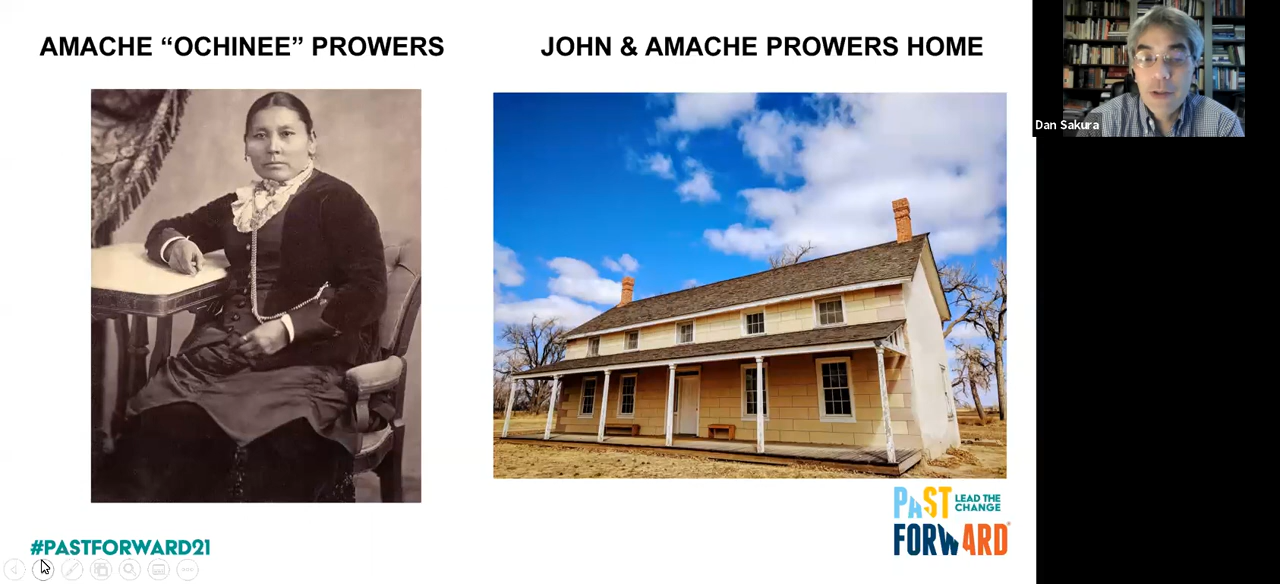 AMACHE “OCHINEE” PROWERS
JOHN & AMACHE PROWERS HOME
Dan Sakura
PAST
LEAD THE
CHANGE
FORWARD®
#PASTFORWARD21